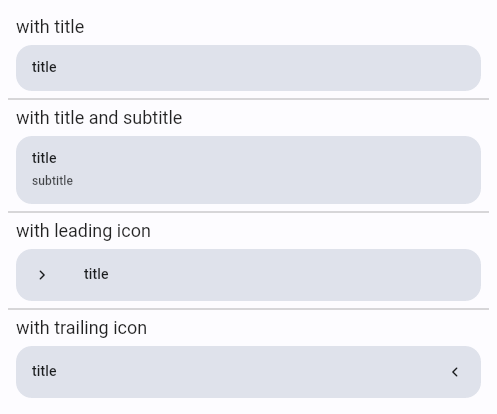 with title
title
with title and subtitle
title
subtitle
with leading icon
title
with trailing icon
title